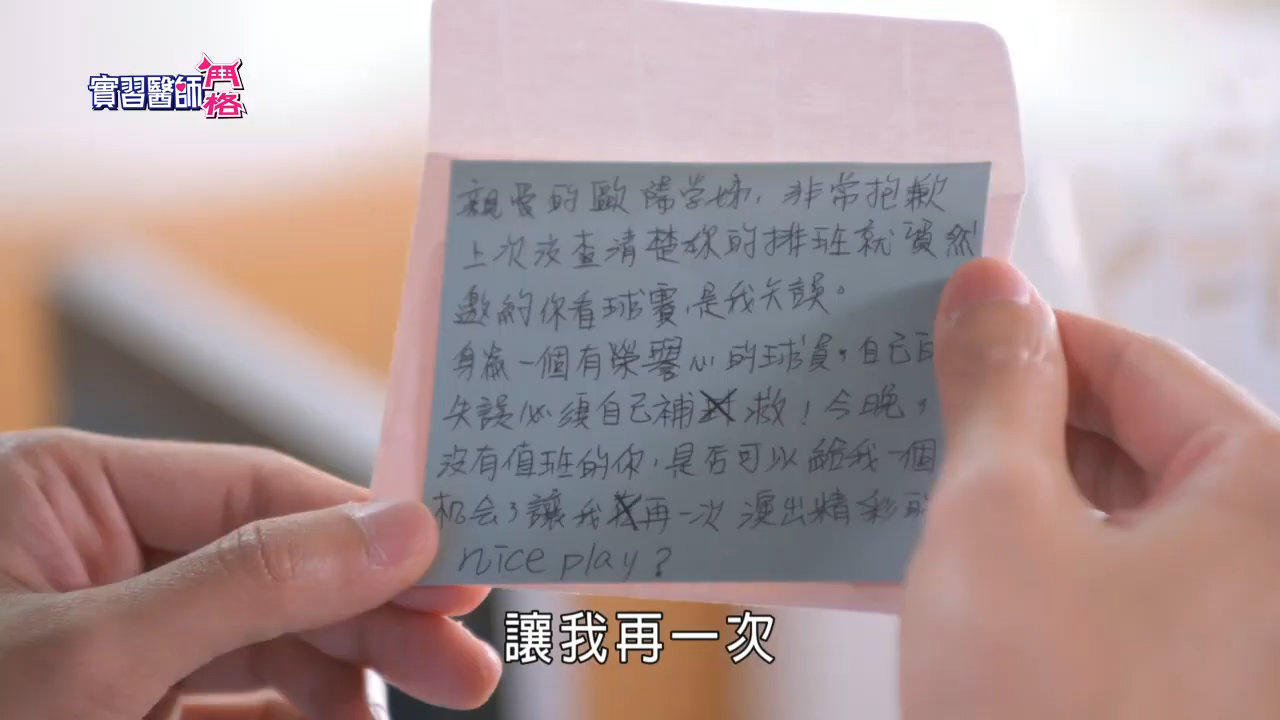 實習醫師鬥格
親愛的歐陽学姊，非常抱歉
上次沒查清楚妳的排班就貿然
邀約你看球賽，是我失誤。
身為一個有榮譽心的球員，自己
失誤必須自己補救！今晚，
沒有值班的你，是否可以給我一個
机会，讓我再一次 演出精彩的
nice play?
讓我再一次